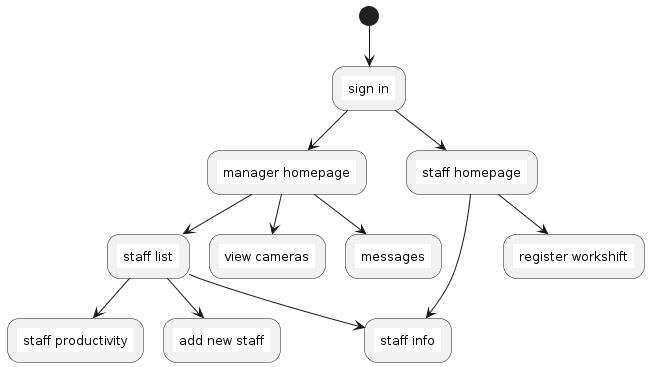 sign in
manager homepage
staff homepage
staff list
view cameras
messages
register workshift
staff productivity
add new staff
staff info